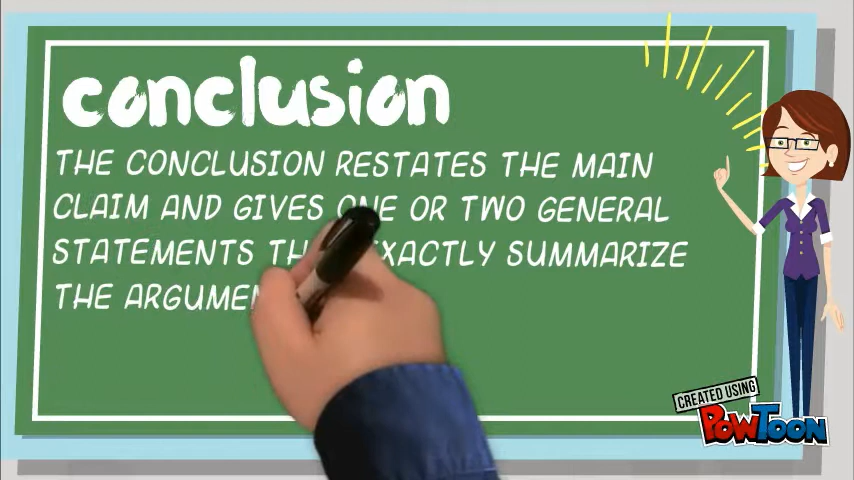 conclusion
THE CONCLUSION RESTATES THE MAIN
CLAIM AND GIVES ONE OR TWO GENERAL
STATEMENTS EXACTLY SUMMARIZE
THE
CREATED USING
POWTOON